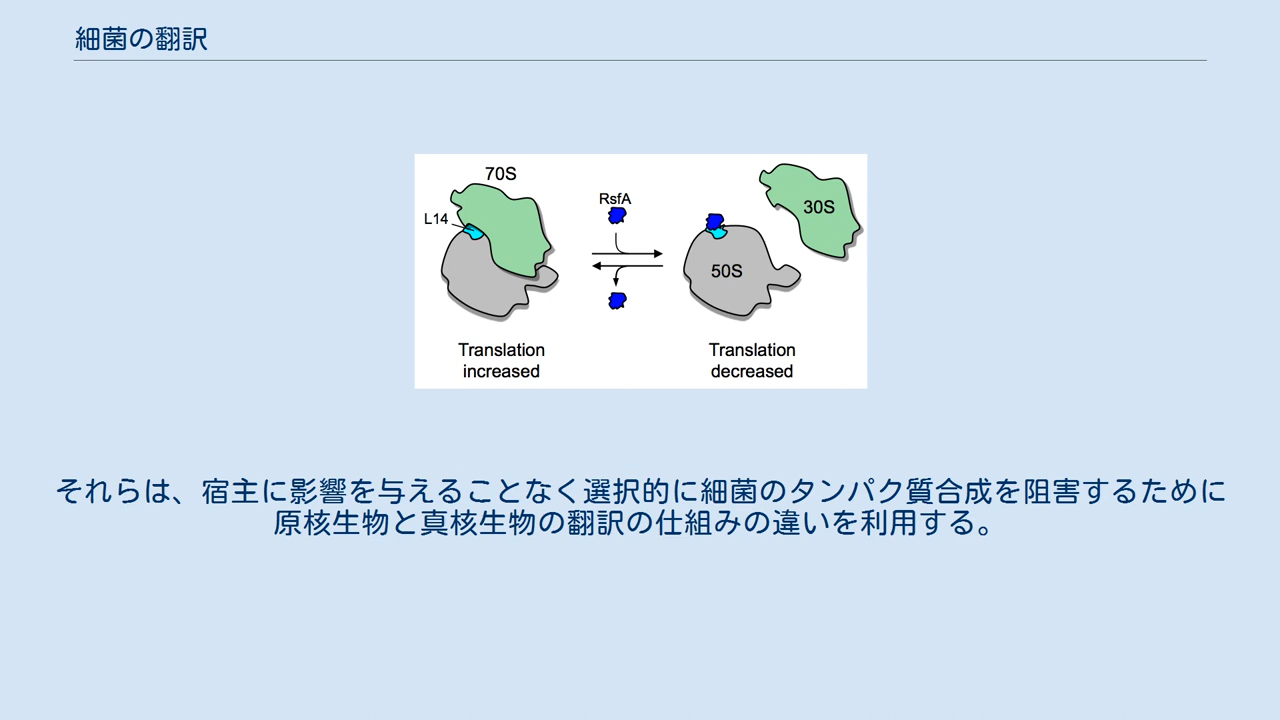 細菌の翻訳
70S
L14
RsfA
30S
50S
Translation
increased
Translation
decreased
それらは、宿主に影響を与えることなく選択的に細菌のタンパク質合成を阻害するために
原核生物と真核生物の翻訳の仕組みの違いを利用する。